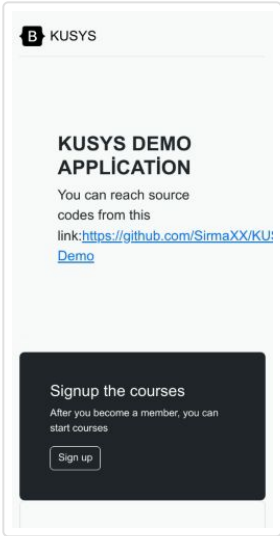 B KUSYS
KUSYS DEMO
APPLİCATİON
You can reach source
codes from this
link:https://github.com/SirmaXX/KUS
Demo
Signup the courses
After you become a member, you can
start courses
Sign up